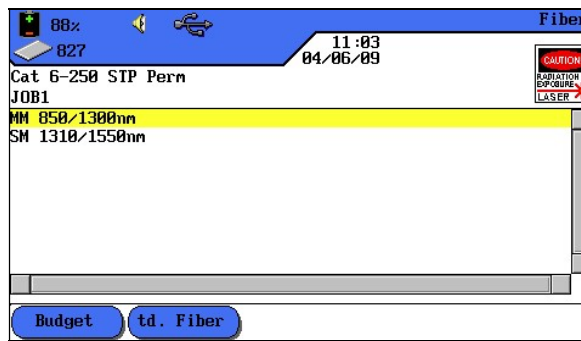 88% Fiber
827 11:03
04/06/09
CAUTION
RADIATION
EXPOSURE
LASER
Cat 6-250 STP Perm
JOB1
MM 850/1300nm
SM 1310/1550nm
Budget td. Fiber